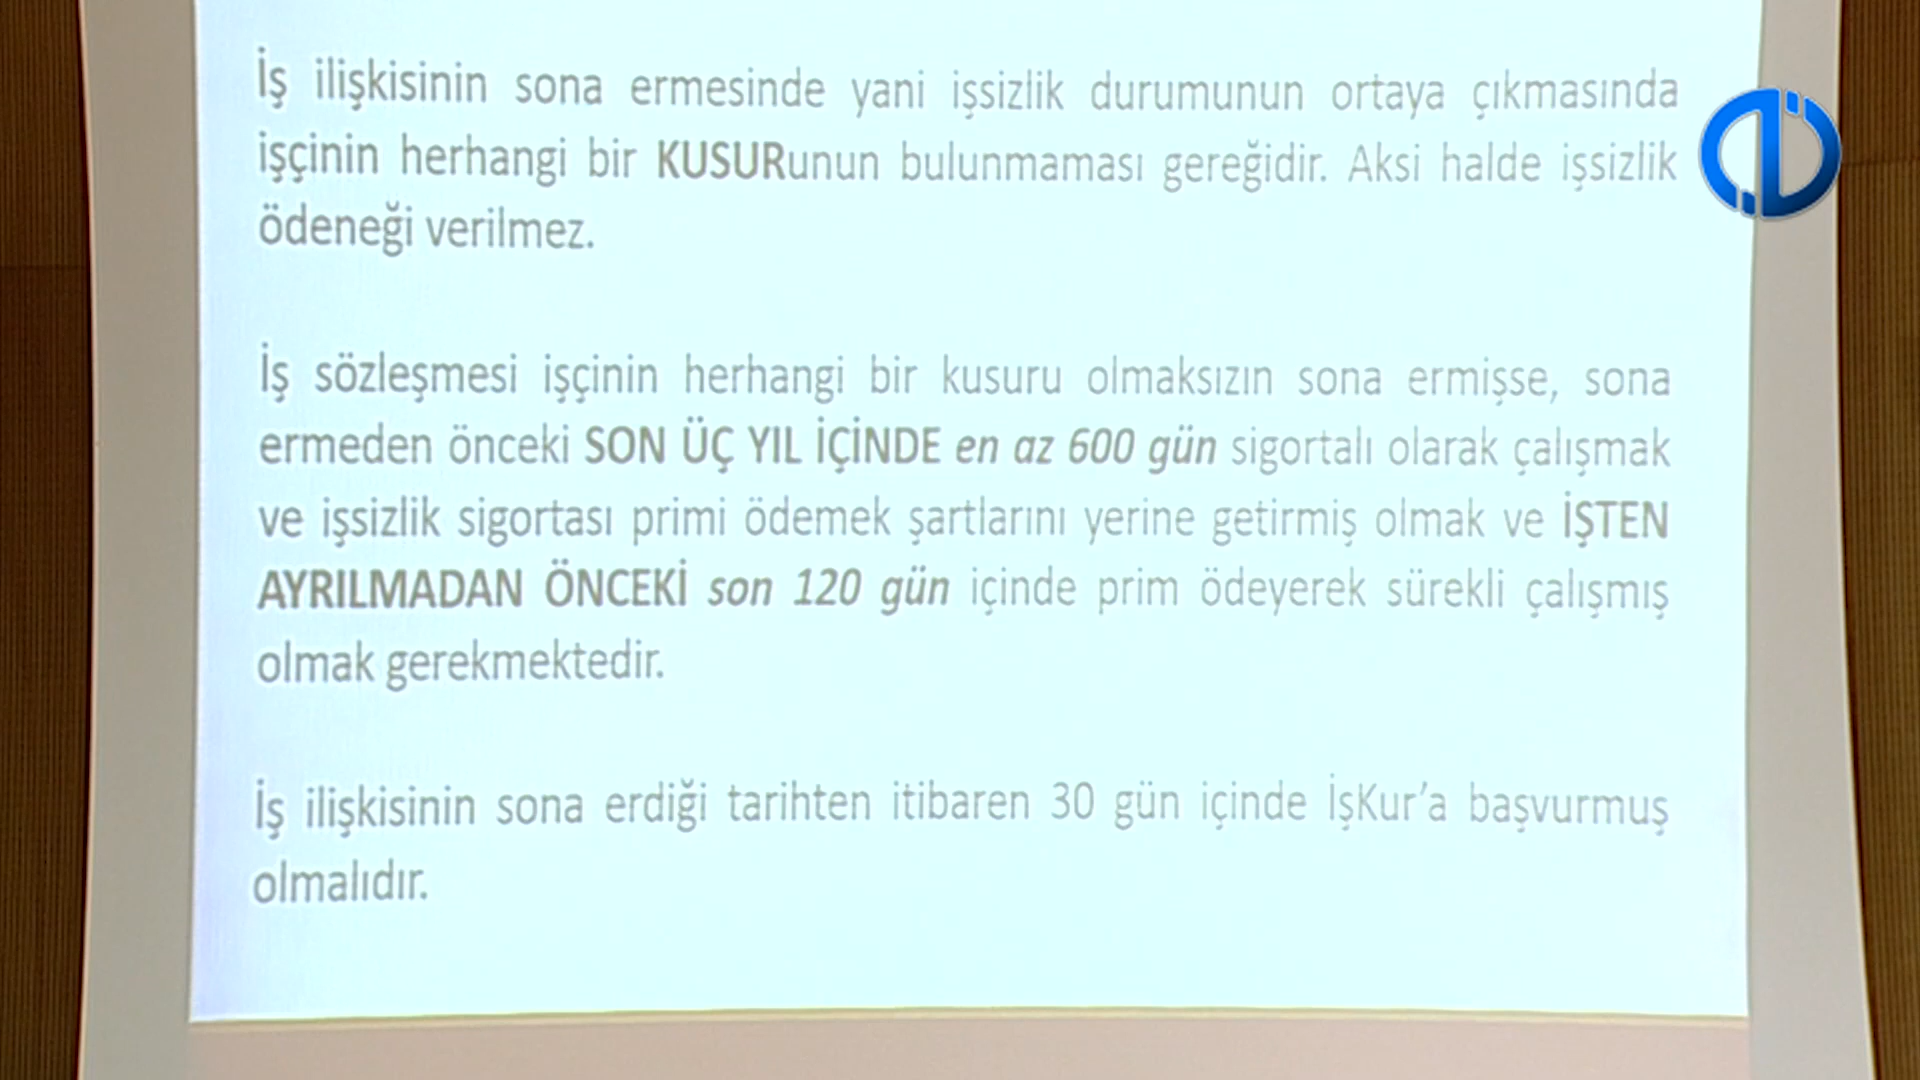 İş ilişkisinin sona ermesinde yani işsizlik durumunun ortaya çıkmasında
işçinin herhangi bir KUSURunun bulunmaması gereğidir. Aksi halde işsizlik
ödeneği verilmez.
İş sözleşmesi işçinin herhangi bir kusuru olmaksızın sona ermişse, sona
ermeden önceki SON ÜÇ YIL İÇİNDE en az 600 gün sigortalı olarak çalışmak
ve işsizlik sigortası primi ödemek şartlarını yerine getirmiş olmak ve İŞTEN
AYRILMADAN ÖNCEKİ son 120 gün içinde prim ödeyerek sürekli çalışmış
olmak gerekmektedir.
İş ilişkisinin sona erdiği tarihten itibaren 30 gün içinde İşKur’a başvurmuş
olmalıdır.